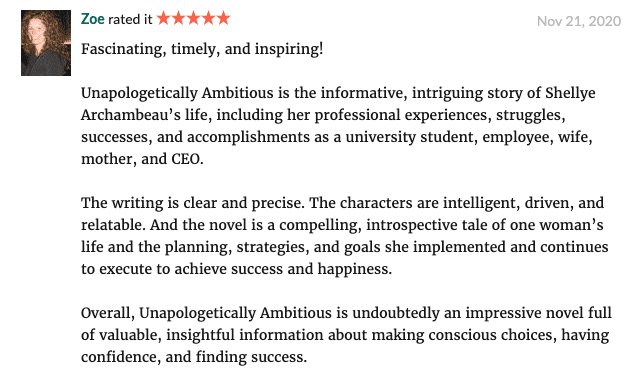 Zoe rated it ★★★★★ Nov 21, 2020
Fascinating, timely, and inspiring!
Unapologetically Ambitious is the informative, intriguing story of Shellye
Archambeau’s life, including her professional experiences, struggles,
successes, and accomplishments as a university student, employee, wife,
mother, and CEO.
The writing is clear and precise. The characters are intelligent, driven, and
relatable. And the novel is a compelling, introspective tale of one woman’s
life and the planning, strategies, and goals she implemented and continues
to execute to achieve success and happiness.
Overall, Unapologetically Ambitious is undoubtedly an impressive novel full
of valuable, insightful information about making conscious choices, having
confidence, and finding success.